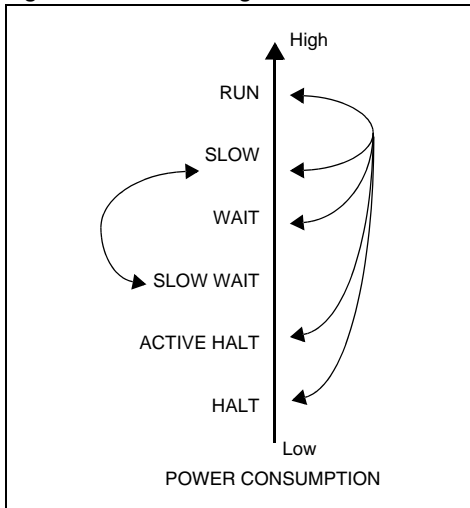 High
RUN
SLOW
WAIT
SLOW WAIT
ACTIVE HALT
HALT
Low
POWER CONSUMPTION